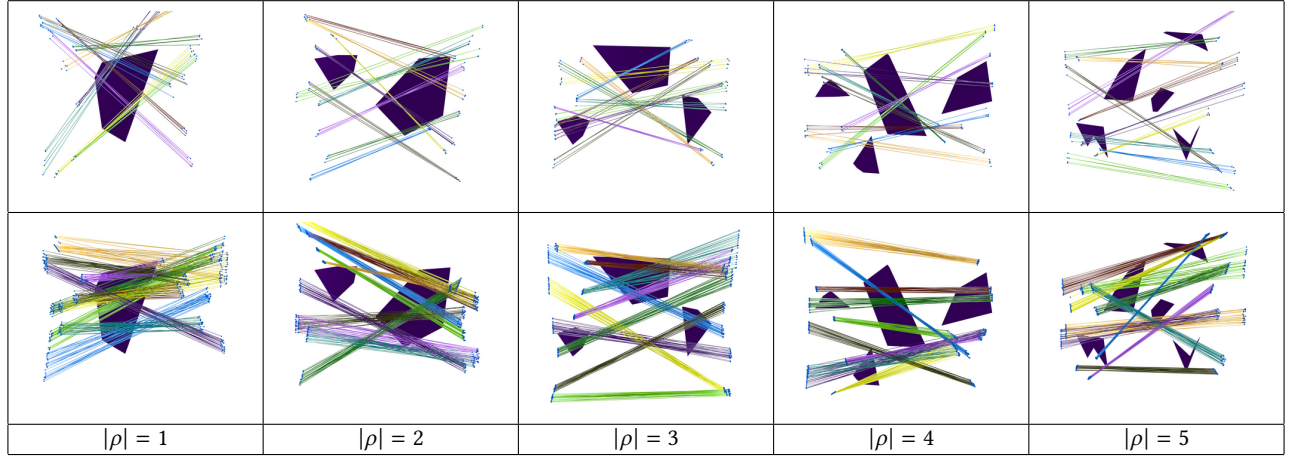 |ρ| = 1 |ρ| = 2 |ρ| = 3 |ρ| = 4 |ρ| = 5